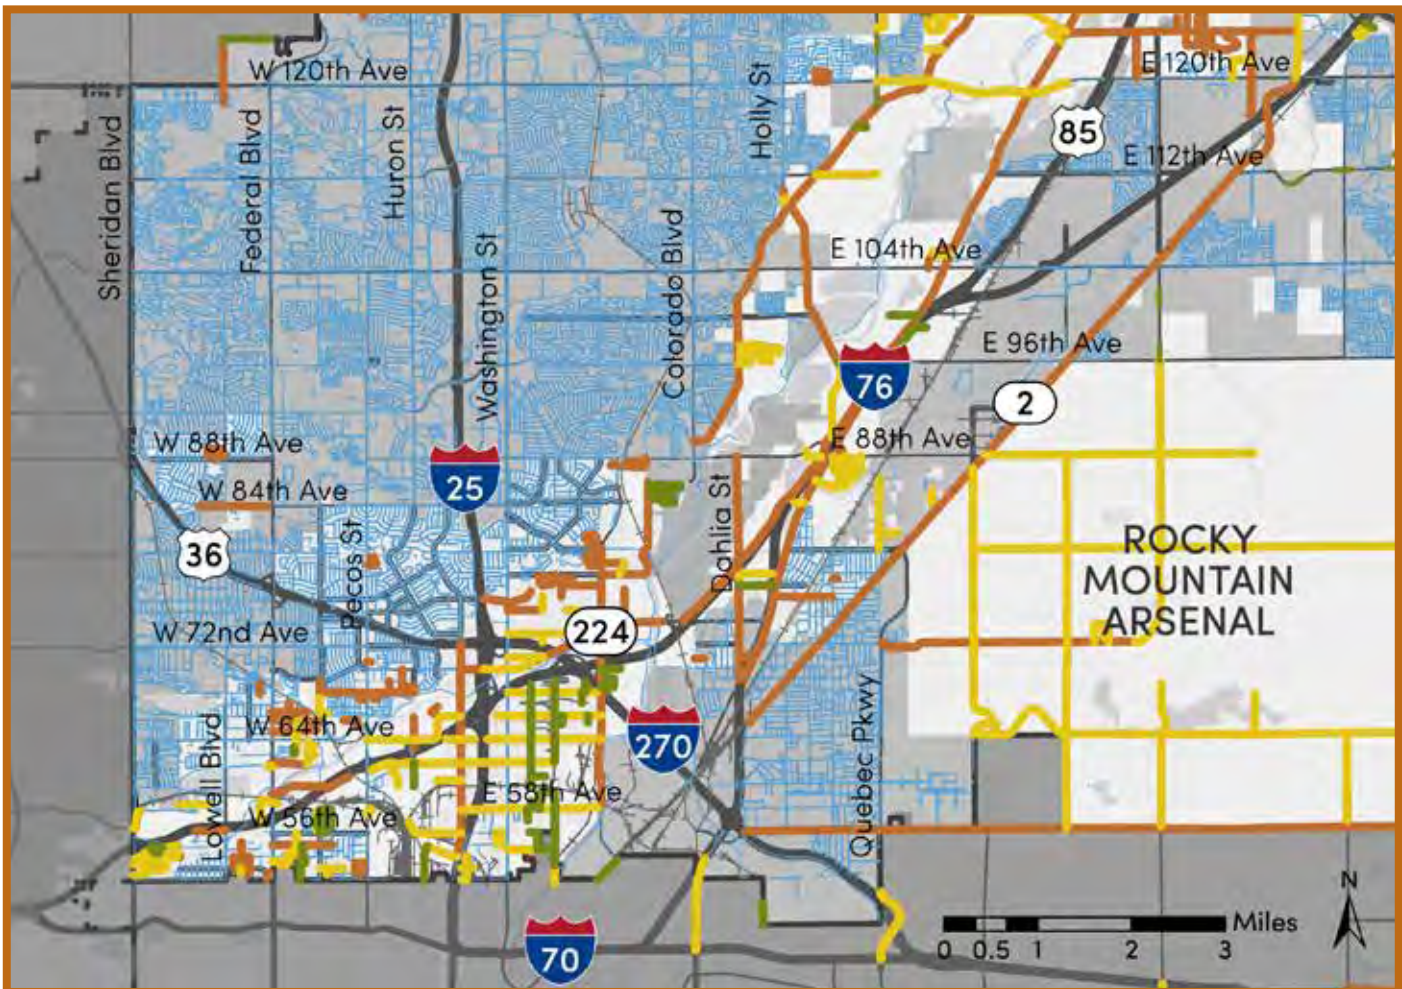 W 120th Ave
E 120th Ave
Holly St
85
Sheridan Blvd
Federal Blvd
Huron St
E 112th Ave
Washington St
Colorado Blvd
E 104th Ave
E 96th Ave
76
2
W 88th Ave
E 88th Ave
25
W 84th Ave
36
Pecos St
Dahlia St
ROCKY
MOUNTAIN
ARSENAL
W 72nd Ave
224
Lowell Blvd
W 64th Ave
270
Quebec Pkwy
E 58th Ave
W 56th Ave
70
N
Miles
0 0.5 1 2 3